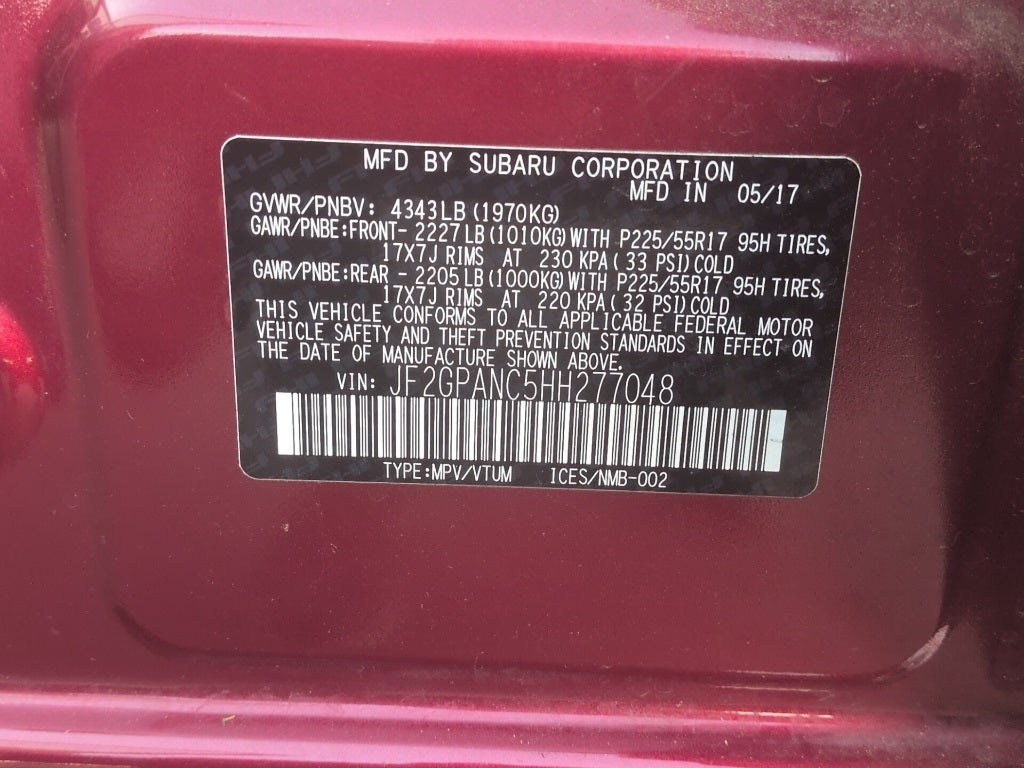 MFD BY SUBARU CORPORATION
MFD IN 05/17
GVWR/PNBV: 4343LB (1970KG)
GAWR/PNBE:FRONT- 2227LB (1010KG) WITH P225/55R17 95H TIRES,
17X7J RIMS AT 230 KPA (33 PSI) COLD
GAWR/PNBE:REAR - 2205LB (1000KG) WITH P225/55R17 95H TIRES,
17X7J RIMS AT 220 KPA (32 PSI) COLD
THIS VEHICLE CONFORMS TO ALL APPLICABLE FEDERAL MOTOR
VEHICLE SAFETY AND THEFT PREVENTION STANDARDS IN EFFECT ON
THE DATE OF MANUFACTURE SHOWN ABOVE.
VIN: JF2GPANC5HH277048
TYPE:MPV/VTUM ICES/NMB-002